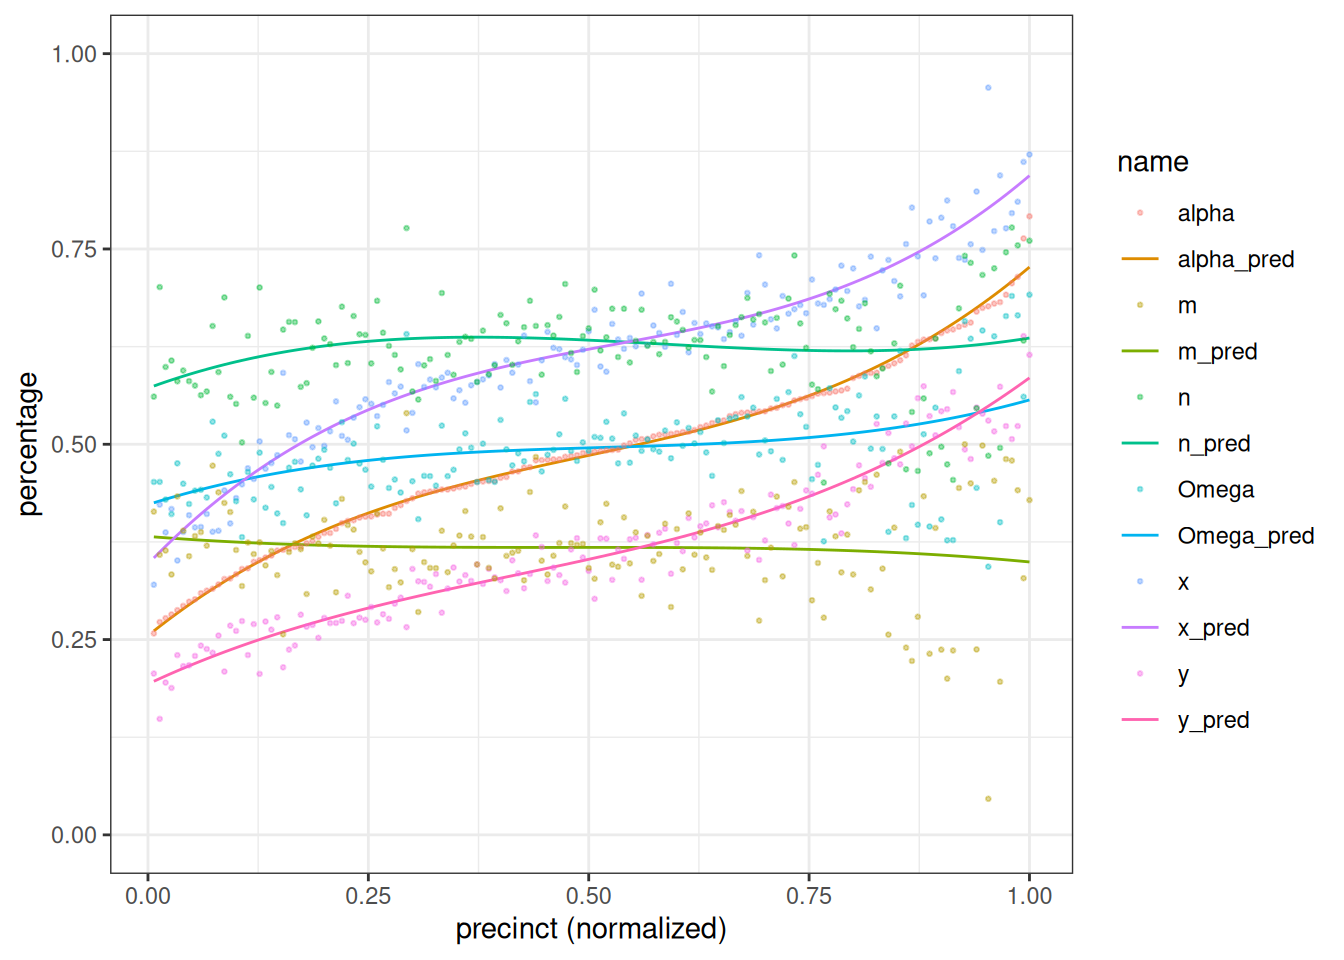 percentage
1.00
0.75
0.50
0.25
0.00
0.00 0.25 0.50 0.75 1.00
precinct (normalized)
name
alpha
alpha_pred
m
m_pred
n
n_pred
Omega
Omega_pred
x
x_pred
y
y_pred